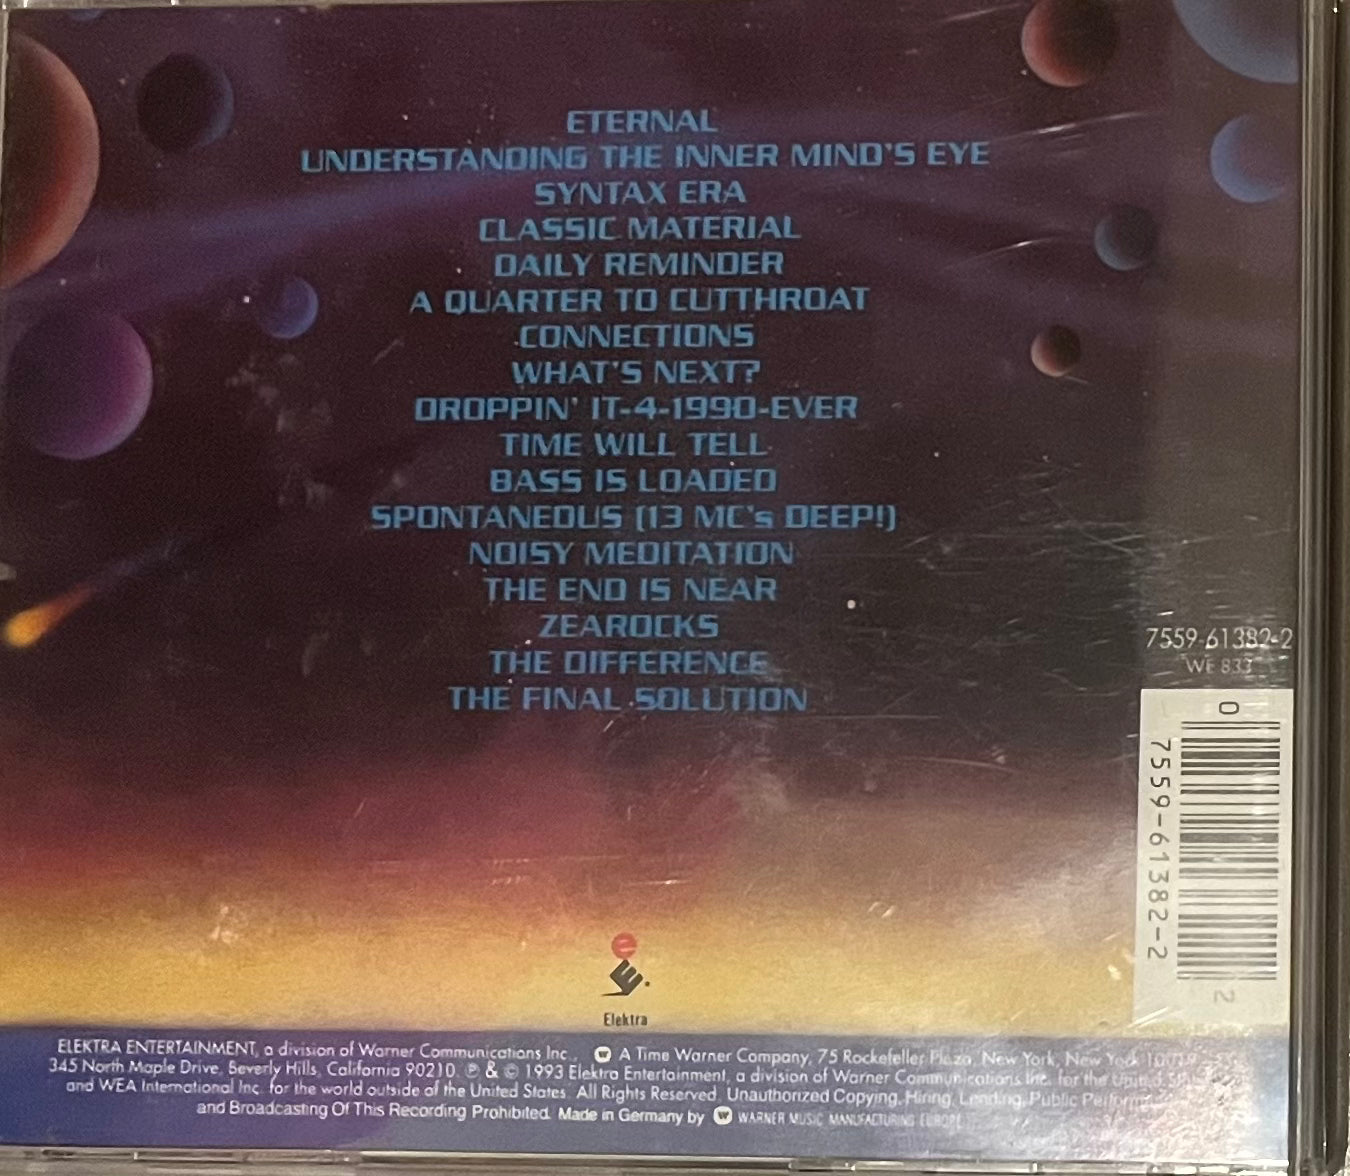 ETERNAL
UNDERSTANDING THE INNER MIND'S EYE
SYNTAX ERA
CLASSIC MATERIAL
DAILY REMINDER
A QUARTER TO CUTTHROAT
CONNECTIONS
WHAT'S NEXT?
DROPPIN' IT-4-1990-EVER
TIME WILL TELL
BASS IS LOADED
SPONTANEOUS (13 MC's DEEP!)
NOISY MEDITATION
THE END IS NEAR
ZEAROCKS
THE DIFFERENCE
THE FINAL SOLUTION
7559-61382-2
WE 833
0
7559-61382-2
2
e
E.
Elektra
ELEKTRA ENTERTAINMENT, a division of Warner Communications Inc., W A Time Warner Company, 75 Rockefeller Plaza, New York, New York
345 North Maple Drive, Beverly Hills, California 90210. ℗ & © 1993 Elektra Entertainment, a division of Warner Communications Inc. for the United
and WEA International Inc. for the world outside of the United States. All Rights Reserved. Unauthorized Copying, Hiring, Lending, Public
and Broadcasting Of This Recording Prohibited. Made in Germany by W WARNER MUSIC MANUFACTURING EUROPE